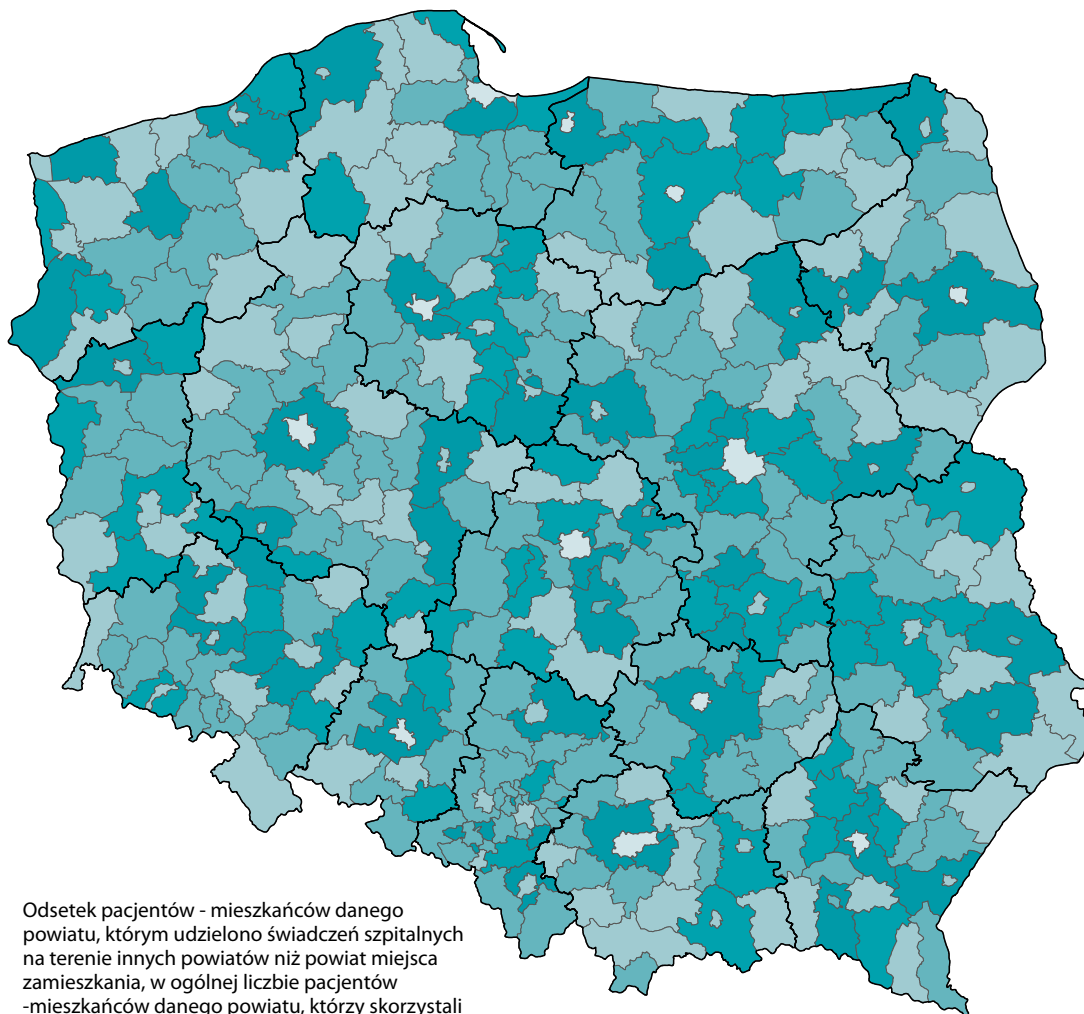 Odsetek pacjentów - mieszkańców danego
powiatu, którym udzielono świadczeń szpitalnych
na terenie innych powiatów niż powiat miejsca
zamieszkania, w ogólnej liczbie pacjentów
-mieszkańców danego powiatu, którzy skorzystali